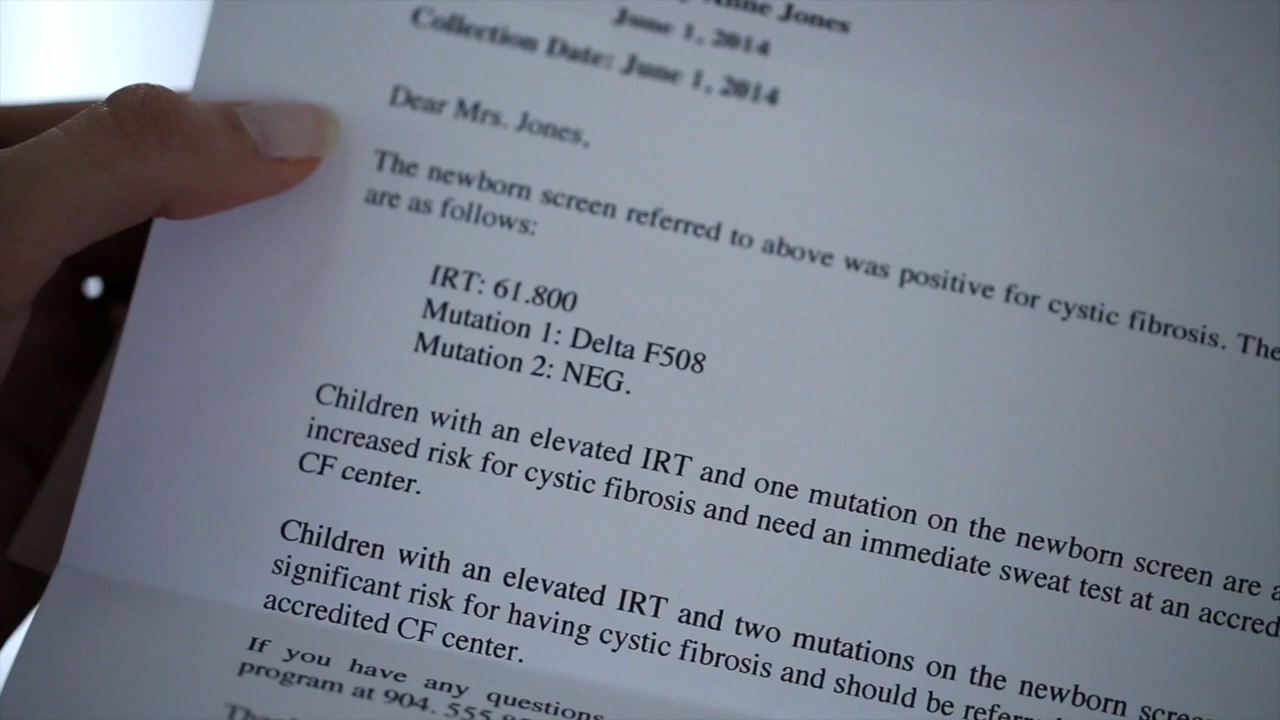 Anne Jones
June 1, 2014
Collection Date: June 1, 2014
Dear Mrs. Jones,
The newborn screen referred to above was positive for cystic fibrosis. The
are as follows:
IRT: 61.800
Mutation 1: Delta F508
Mutation 2: NEG.
Children with an elevated IRT and one mutation on the newborn screen are a
increased risk for cystic fibrosis and need an immediate sweat test at an accred
CF center.
Children with an elevated IRT and two mutations on the newborn scree
significant risk for having cystic fibrosis and should be referre
accredited CF center.
If you have any questions
program at 904. 555.